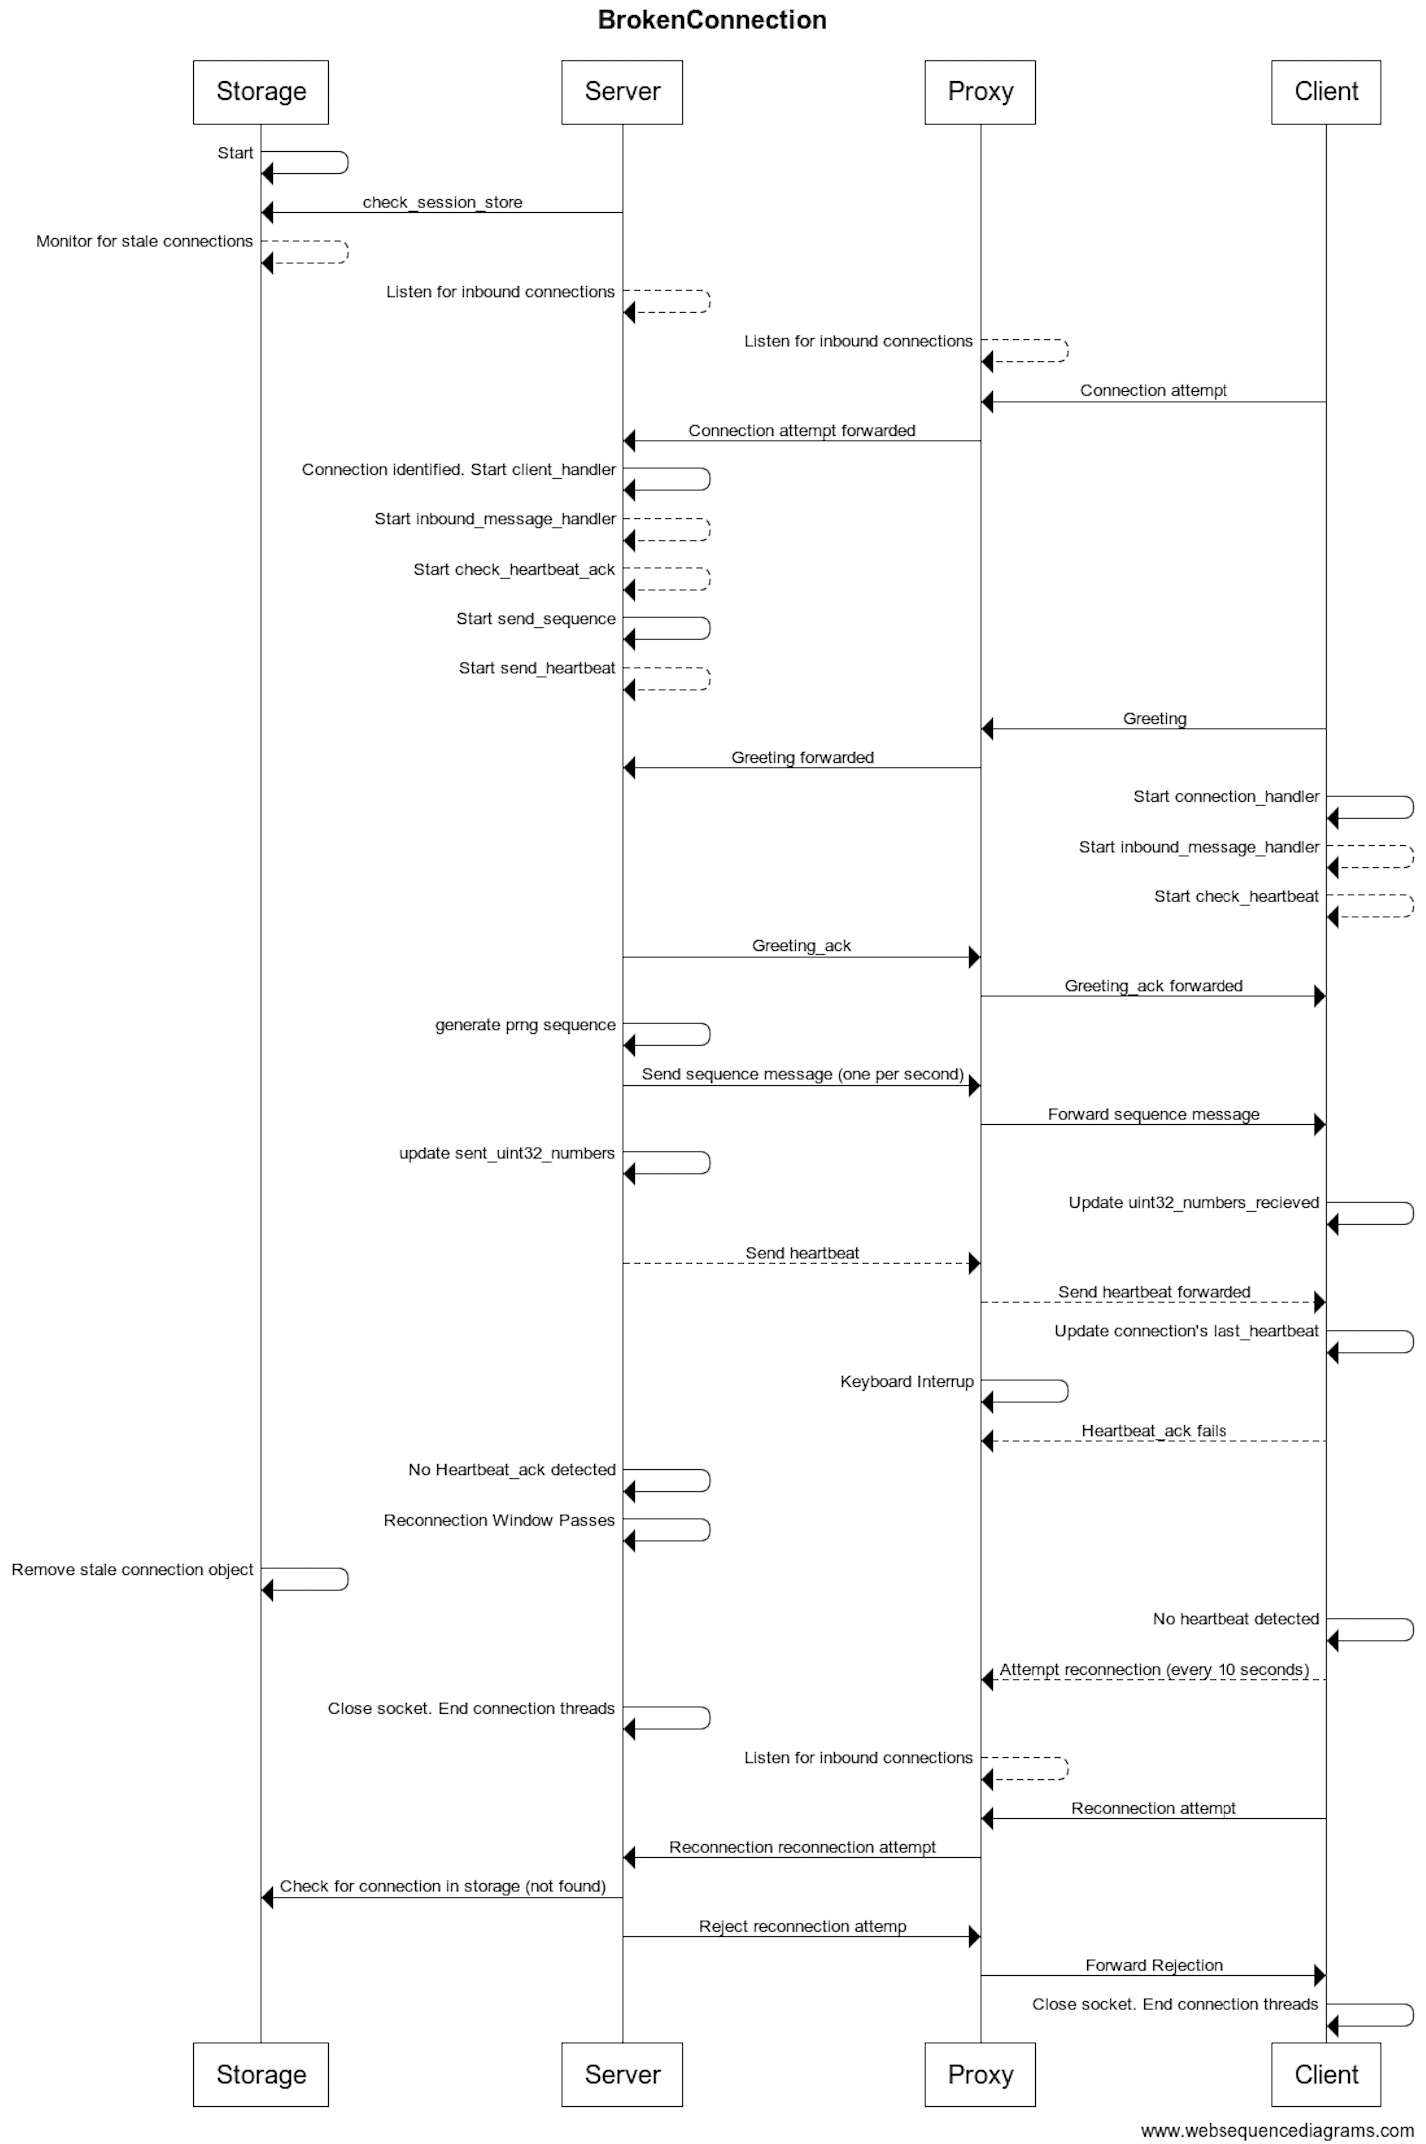 BrokenConnection
Storage Server Proxy Client
Start
check_session_store
Monitor for stale connections
Listen for inbound connections
Listen for inbound connections
Connection attempt
Connection attempt forwarded
Connection identified. Start client_handler
Start inbound_message_handler
Start check_heartbeat_ack
Start send_sequence
Start send_heartbeat
Greeting
Greeting forwarded
Start connection_handler
Start inbound_message_handler
Start check_heartbeat
Greeting_ack
Greeting_ack forwarded
generate prng sequence
Send sequence message (one per second)
Forward sequence message
update sent_uint32_numbers
Update uint32_numbers_recieved
Send heartbeat
Send heartbeat forwarded
Update connection's last_heartbeat
Keyboard Interrup
Heartbeat_ack fails
No Heartbeat_ack detected
Reconnection Window Passes
Remove stale connection object
No heartbeat detected
Attempt reconnection (every 10 seconds)
Close socket. End connection threads
Listen for inbound connections
Reconnection attempt
Reconnection reconnection attempt
Check for connection in storage (not found)
Reject reconnection attemp
Forward Rejection
Close socket. End connection threads
Storage Server Proxy Client
www.websequencediagrams.com